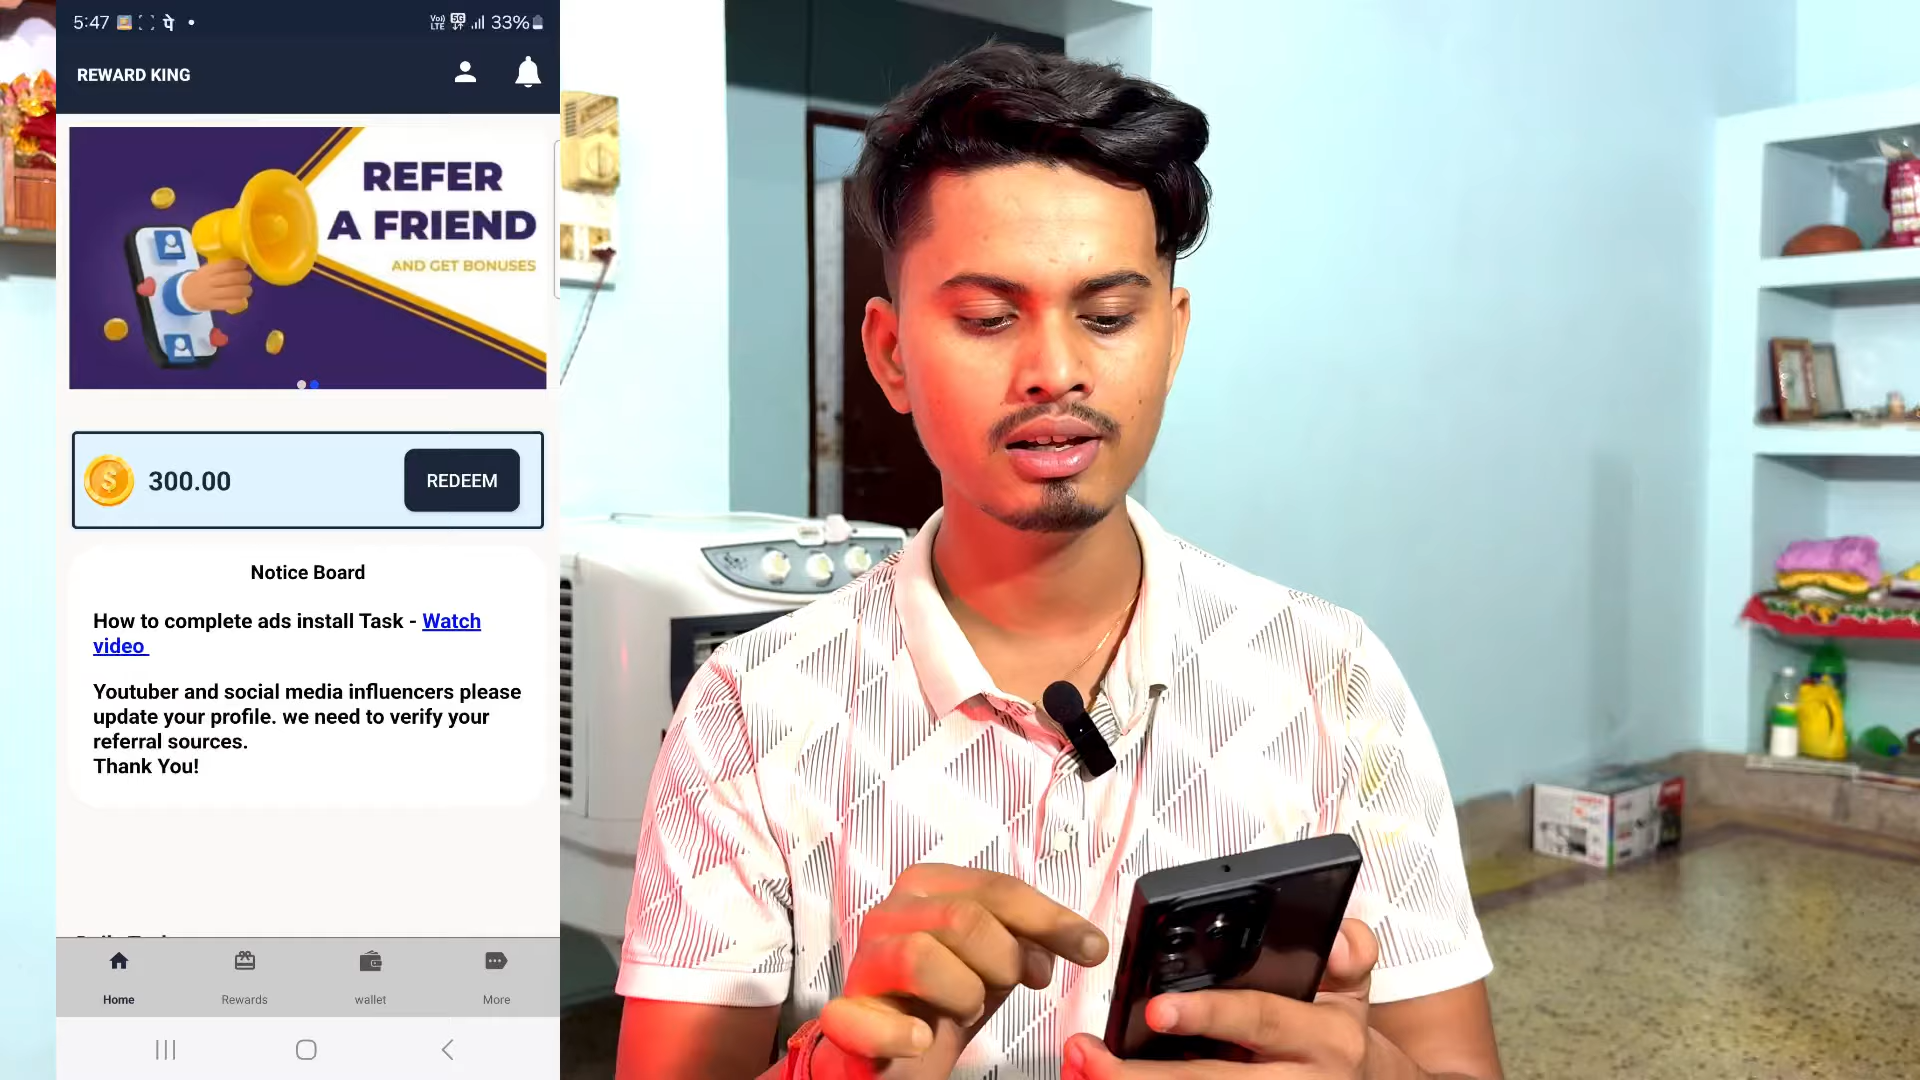 5:47 पे VoLTE 5G 33%
REWARD KING
REFER
A FRIEND
AND GET BONUSES
$ 300.00 REDEEM
Notice Board
How to complete ads install Task - Watch
video
Youtuber and social media influencers please
update your profile. we need to verify your
referral sources.
Thank You!
Home Rewards wallet More